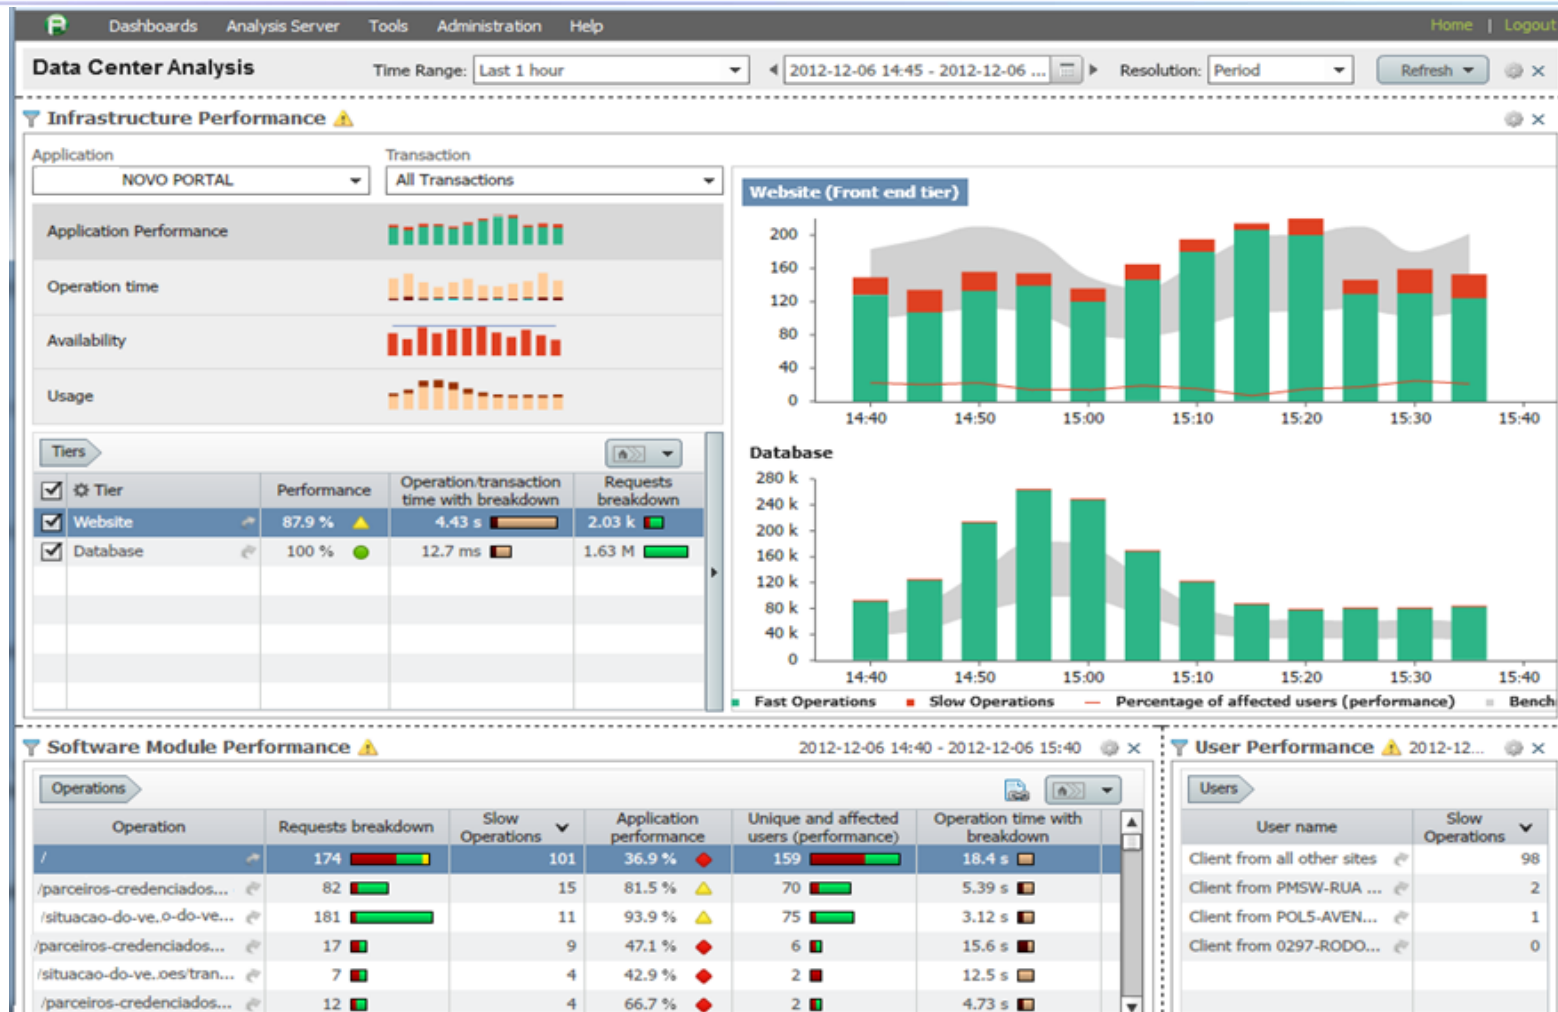 Dashboards Analysis Server Tools Administration Help Home | Logout
Data Center Analysis Time Range: Last 1 hour 2012-12-06 14:45 - 2012-12-06 ... Resolution: Period Refresh
Infrastructure Performance
Application Transaction
NOVO PORTAL All Transactions
Application Performance
Operation time
Availability
Usage
Tiers
Tier Performance Operation/transaction time with breakdown Requests breakdown
Website 87.9 % 4.43 s 2.03 k
Database 100 % 12.7 ms 1.63 M
Website (Front end tier)
200
160
120
80
40
0
14:40 14:50 15:00 15:10 15:20 15:30 15:40
Database
280 k
240 k
200 k
160 k
120 k
80 k
40 k
0
14:40 14:50 15:00 15:10 15:20 15:30 15:40
Fast Operations Slow Operations Percentage of affected users (performance) Bench
Software Module Performance 2012-12-06 14:40 - 2012-12-06 15:40
Operations
Operation Requests breakdown Slow Operations Application performance Unique and affected users (performance) Operation time with breakdown
/ 174 101 36.9 % 159 18.4 s
/parceiros-credenciados... 82 15 81.5 % 70 5.39 s
/situacao-do-ve..o-do-ve... 181 11 93.9 % 75 3.12 s
/parceiros-credenciados... 17 9 47.1 % 6 15.6 s
/situacao-do-ve..oes/tran... 7 4 42.9 % 2 12.5 s
/parceiros-credenciados... 12 4 66.7 % 2 4.73 s
User Performance 2012-12...
Users
User name Slow Operations
Client from all other sites 98
Client from PMSW-RUA ... 2
Client from POL5-AVEN... 1
Client from 0297-RODO... 0